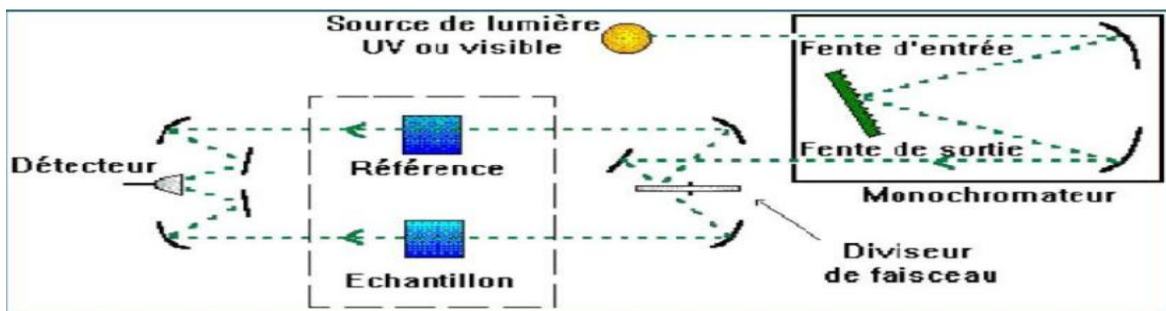 Source de lumière
UV ou visible
Fente d'entrée
Détecteur
Référence
Fente de sortie
Monochromateur
Diviseur
de faisceau
Echantillon